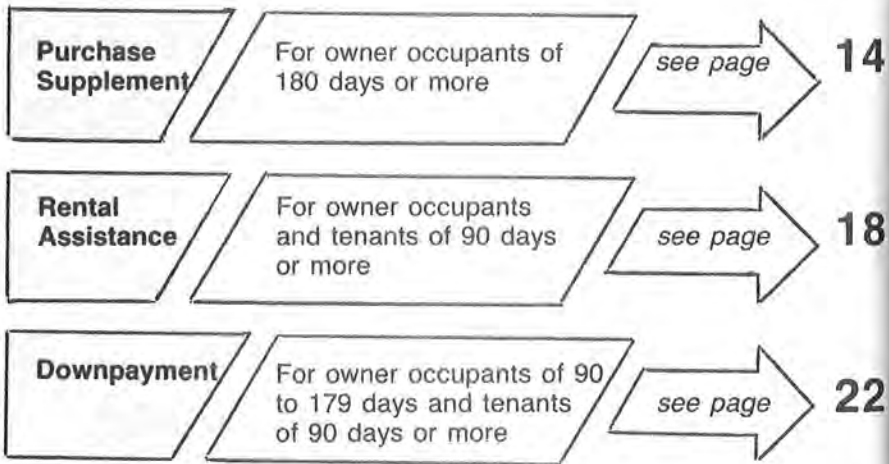 Purchase
Supplement
For owner occupants of
180 days or more
see page
14
Rental
Assistance
For owner occupants
and tenants of 90 days
or more
see page
18
Downpayment
For owner occupants of 90
to 179 days and tenants
of 90 days or more
see page
22